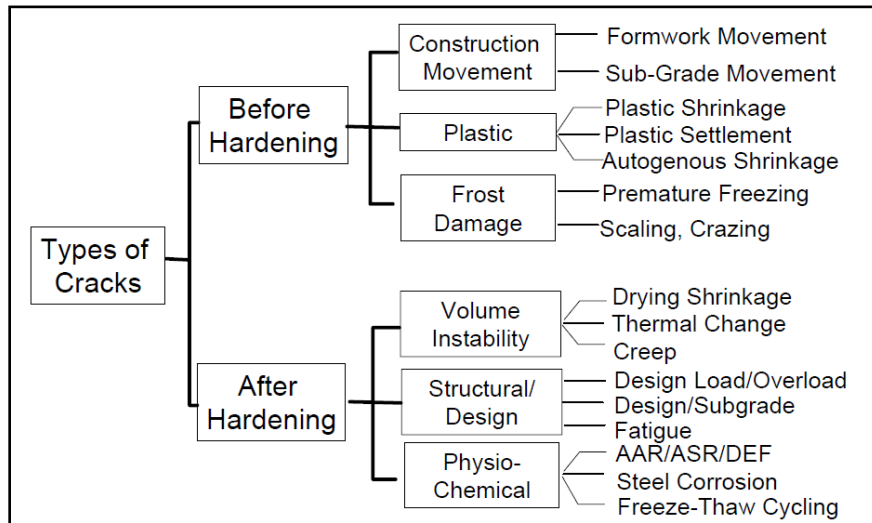 Types of
Cracks
Before
Hardening
Construction
Movement
Formwork Movement
Sub-Grade Movement
Plastic
Plastic Shrinkage
Plastic Settlement
Autogenous Shrinkage
Frost
Damage
Premature Freezing
Scaling, Crazing
After
Hardening
Volume
Instability
Drying Shrinkage
Thermal Change
Creep
Structural/
Design
Design Load/Overload
Design/Subgrade
Fatigue
Physio-
Chemical
AAR/ASR/DEF
Steel Corrosion
Freeze-Thaw Cycling